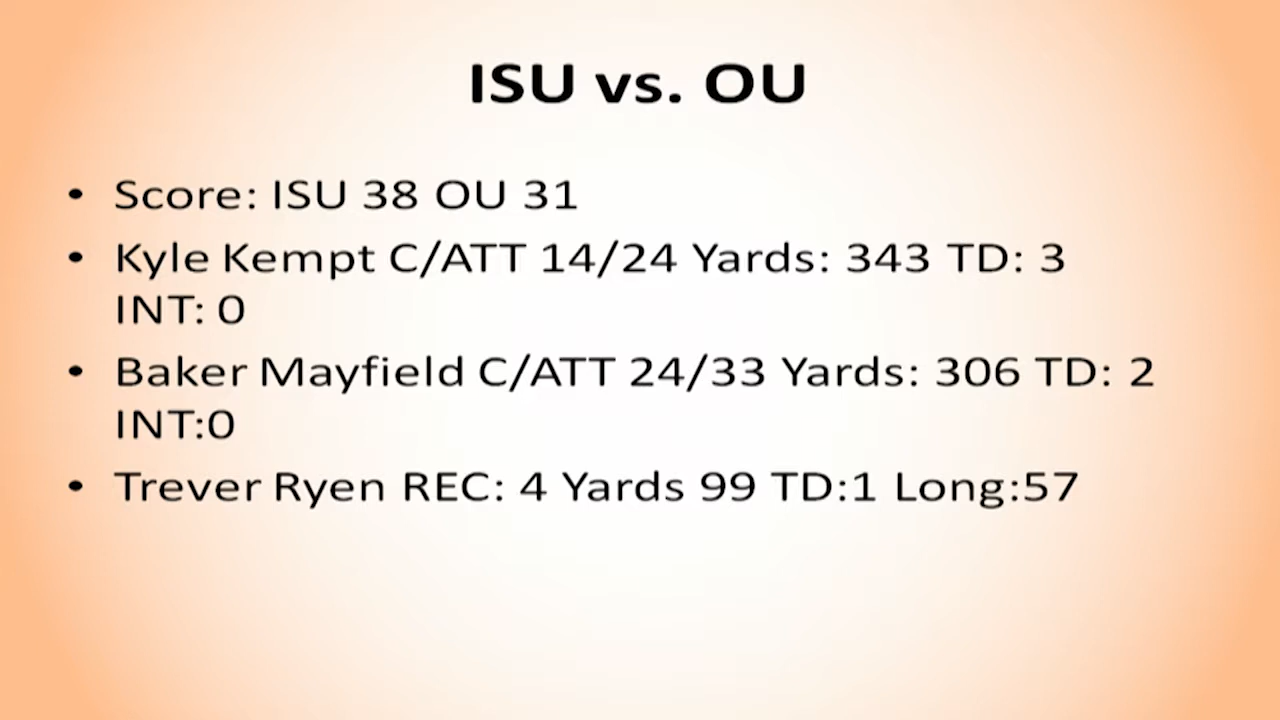 ISU vs. OU
• Score: ISU 38 OU 31
• Kyle Kempt C/ATT 14/24 Yards: 343 TD: 3
INT: 0
• Baker Mayfield C/ATT 24/33 Yards: 306 TD: 2
INT:0
• Trever Ryen REC: 4 Yards 99 TD:1 Long:57